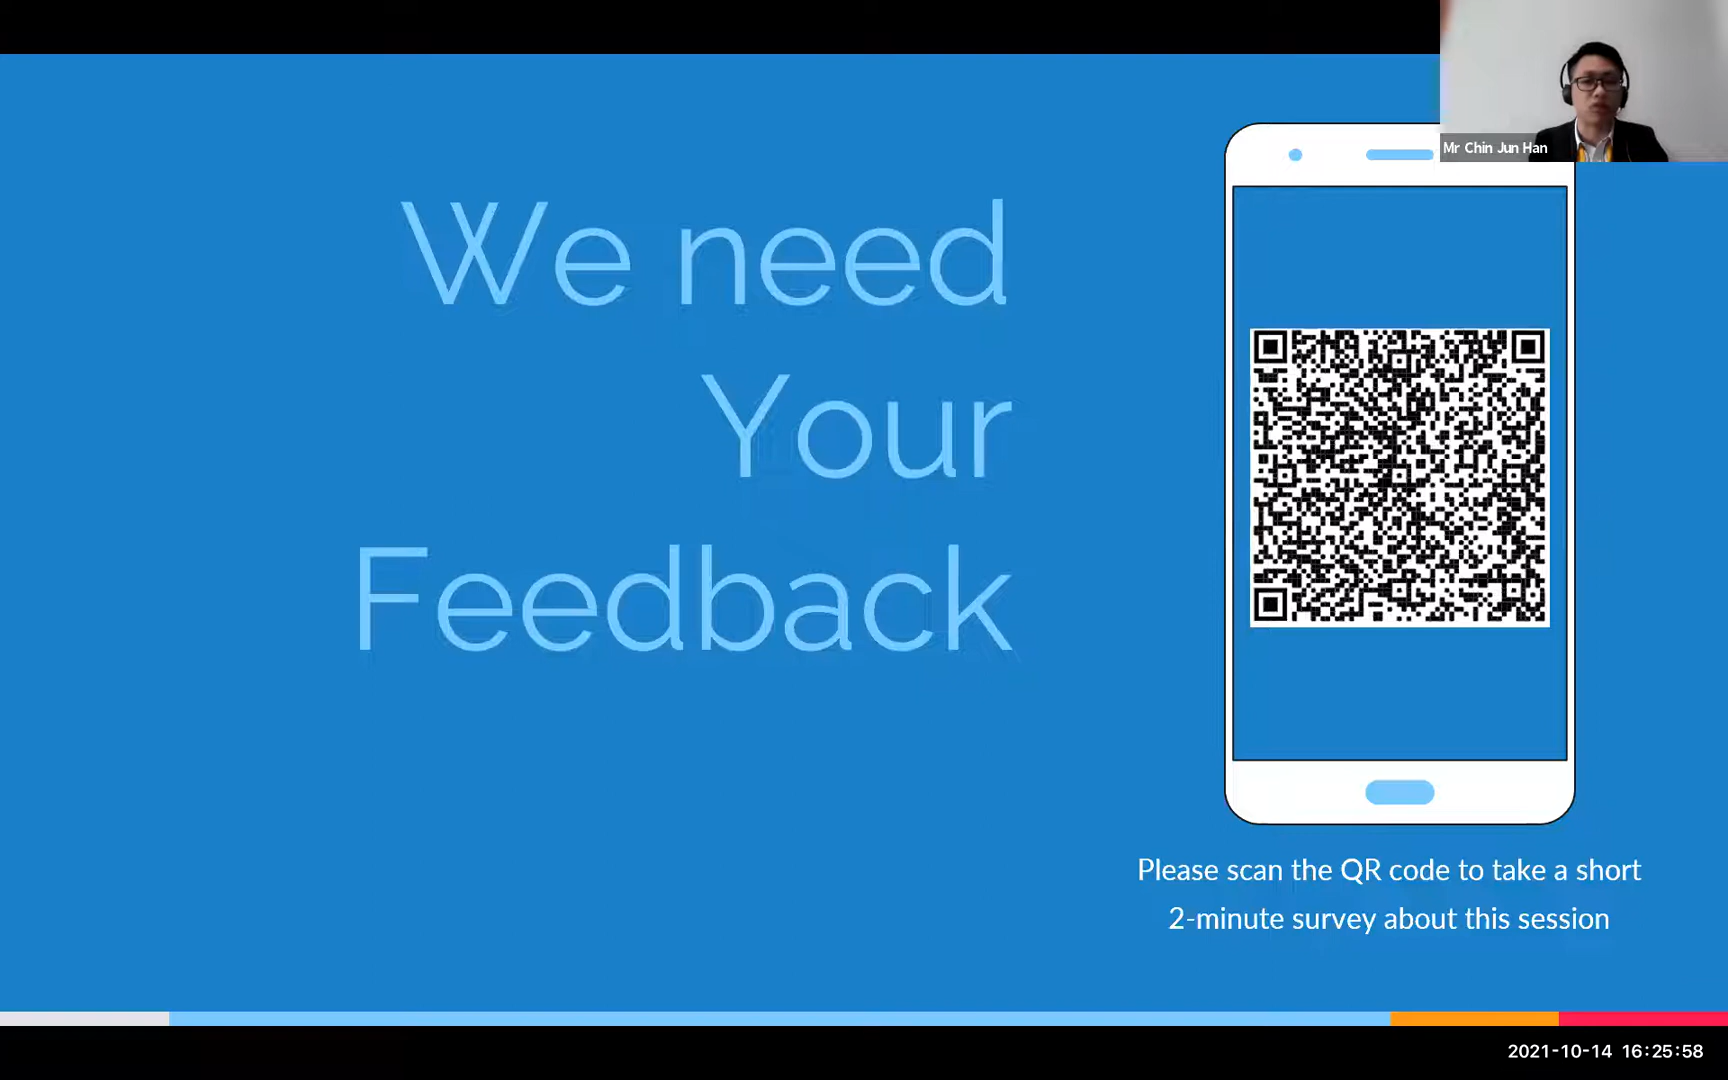 Mr Chin Jun Han
We need
Your
Feedback
Please scan the QR code to take a short
2-minute survey about this session
2021-10-14 16:25:58